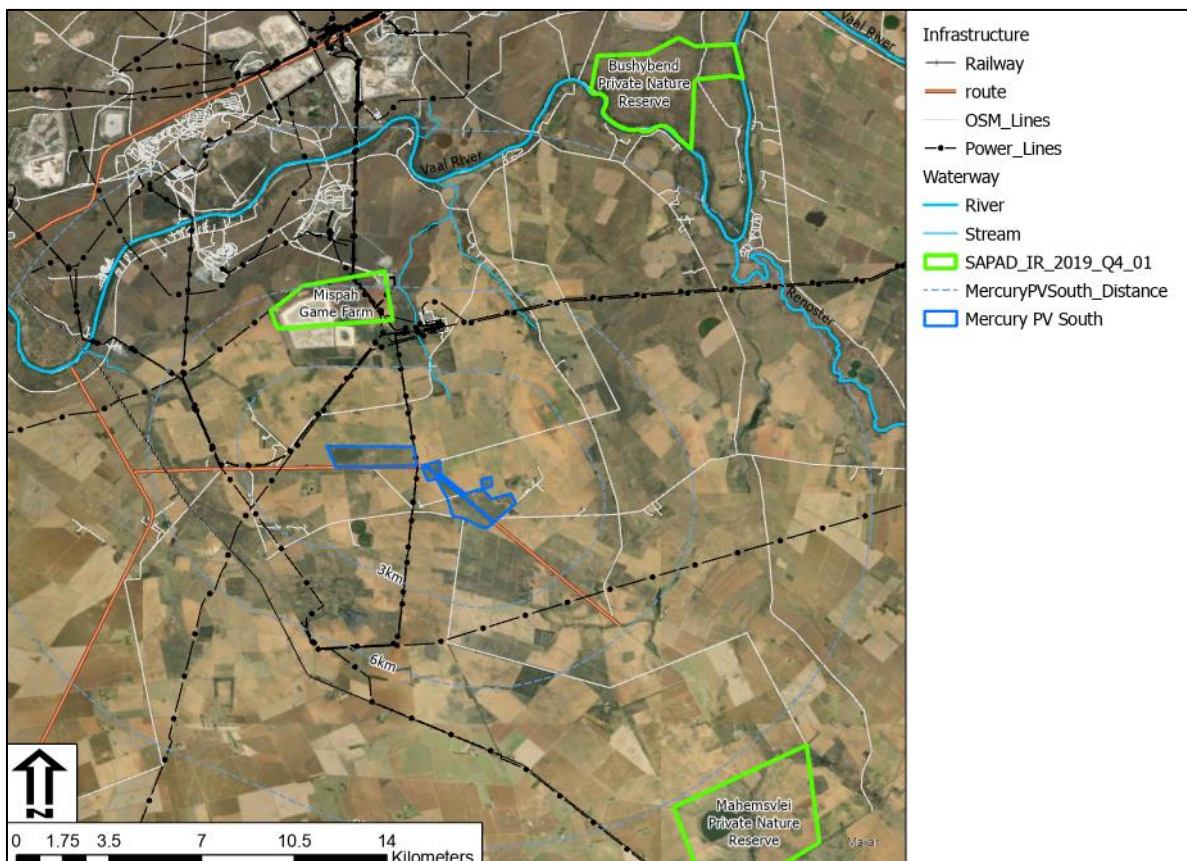 Vaal River
Bushybend
Private Nature
Reserve
Vaal River
Renoster
Mispah
Game Farm
3km
6km
Mahemsvlei
Private Nature
Reserve
N
0 1.75 3.5 7 10.5 14
Kilometers
Infrastructure
Railway
route
OSM_Lines
Power_Lines
Waterway
River
Stream
SAPAD_IR_2019_Q4_01
MercuryPVSouth_Distance
Mercury PV South